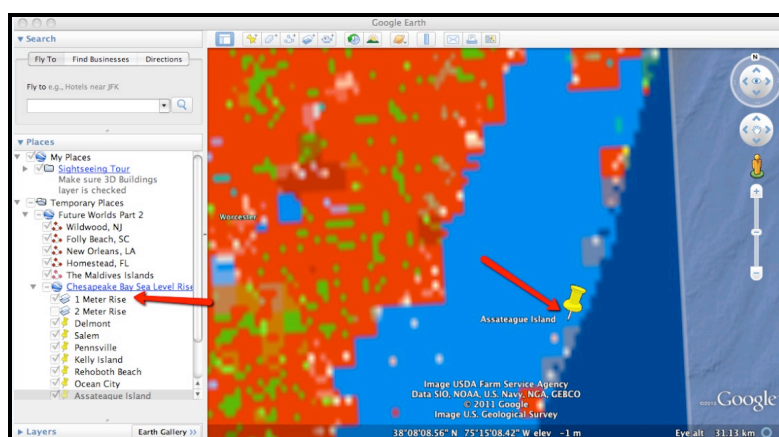 Google Earth
▼ Search
Fly To Find Businesses Directions
Fly to e.g., Hotels near JFK
▼ Places
My Places
Sightseeing Tour
Make sure 3D Buildings
layer is checked
Temporary Places
Future Worlds Part 2
Wildwood, NJ
Folly Beach, SC
New Orleans, LA
Homestead, FL
The Maldives Islands
Chesapeake Bay Sea Level Rise
1 Meter Rise
2 Meter Rise
Delmont
Salem
Pennsville
Kelly Island
Rehoboth Beach
Ocean City
Assateague Island
▶ Layers
Earth Gallery >>
N
Worcester
Assateague Island
Image USDA Farm Service Agency
Data SIO, NOAA, U.S. Navy, NGA, GEBCO
© 2011 Google
Image U.S. Geological Survey
Google
38°08'08.56" N 75°15'08.42" W elev -1 m
Eye alt 31.13 km